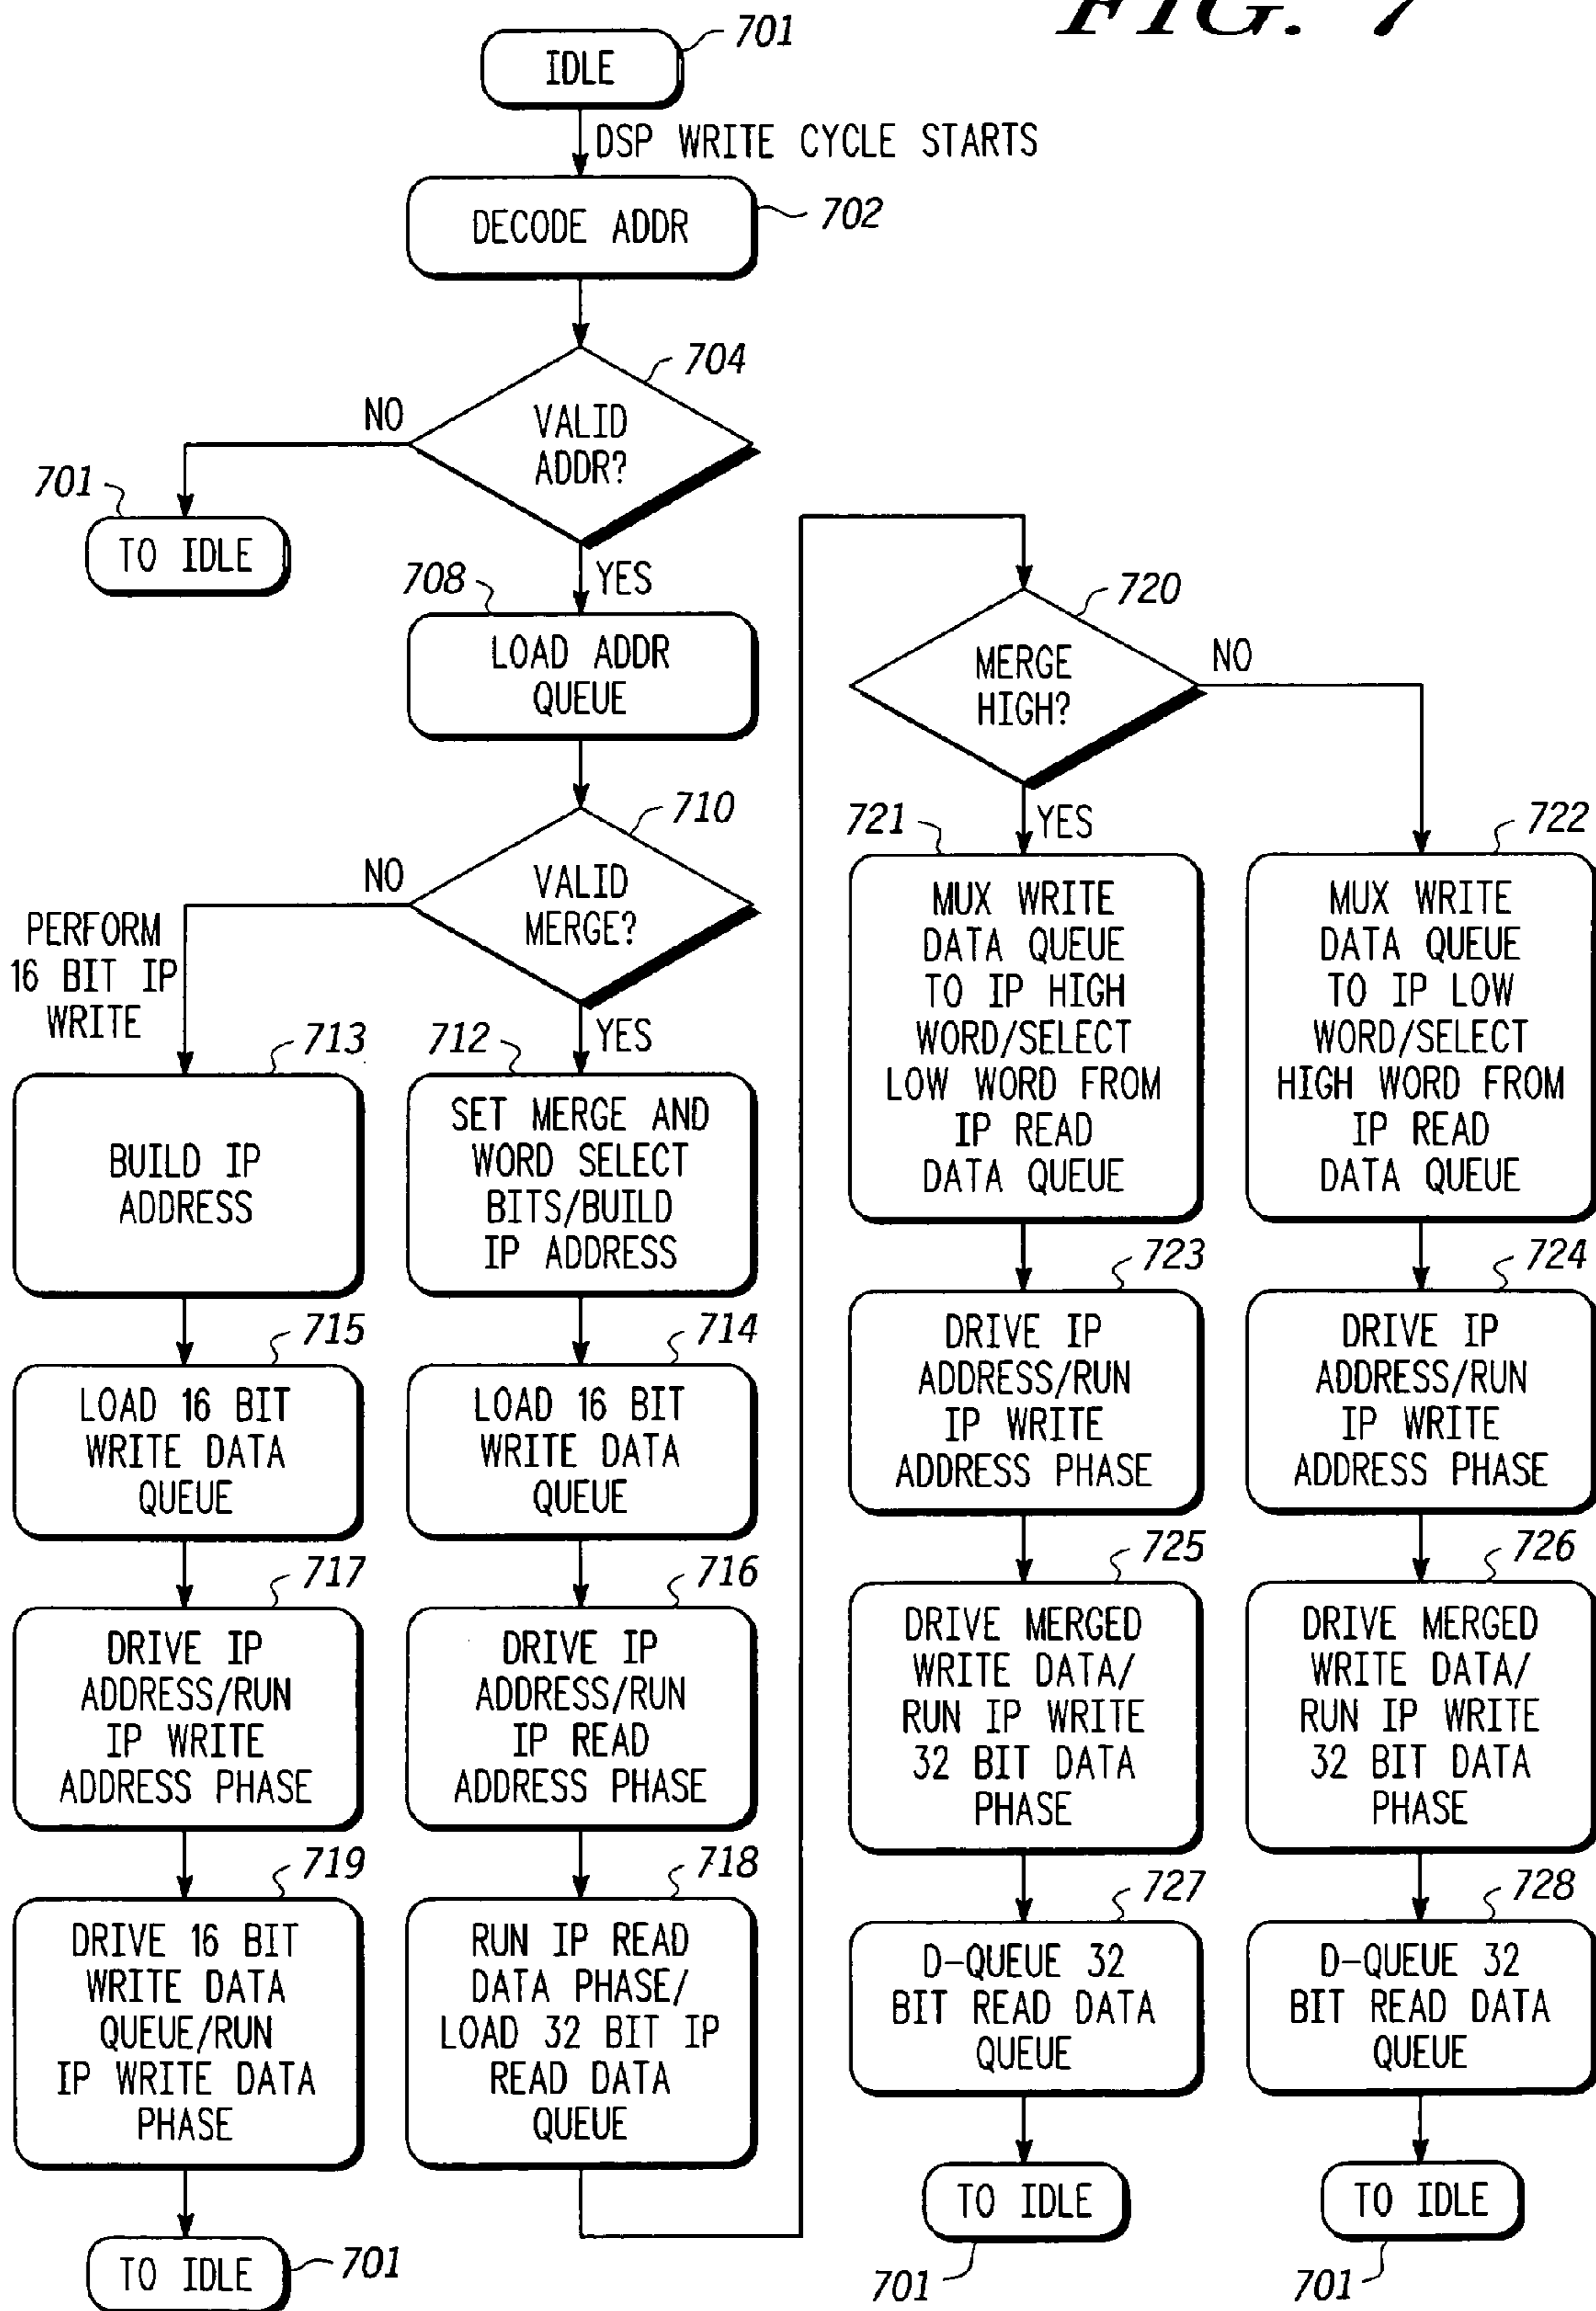 FIG. 7
701
IDLE
DSP WRITE CYCLE STARTS
DECODE ADDR
702
704
VALID
ADDR?
NO
701
TO IDLE
YES
708
LOAD ADDR
QUEUE
710
VALID
MERGE?
NO
PERFORM
16 BIT IP
WRITE
YES
713
BUILD IP
ADDRESS
715
LOAD 16 BIT
WRITE DATA
QUEUE
717
DRIVE IP
ADDRESS/RUN
IP WRITE
ADDRESS PHASE
719
DRIVE 16 BIT
WRITE DATA
QUEUE/RUN
IP WRITE DATA
PHASE
TO IDLE
701
712
SET MERGE AND
WORD SELECT
BITS/BUILD
IP ADDRESS
714
LOAD 16 BIT
WRITE DATA
QUEUE
716
DRIVE IP
ADDRESS/RUN
IP READ
ADDRESS PHASE
718
RUN IP READ
DATA PHASE/
LOAD 32 BIT IP
READ DATA
QUEUE
720
MERGE
HIGH?
NO
YES
721
MUX WRITE
DATA QUEUE
TO IP HIGH
WORD/SELECT
LOW WORD FROM
IP READ
DATA QUEUE
723
DRIVE IP
ADDRESS/RUN
IP WRITE
ADDRESS PHASE
725
DRIVE MERGED
WRITE DATA/
RUN IP WRITE
32 BIT DATA
PHASE
727
D-QUEUE 32
BIT READ DATA
QUEUE
TO IDLE
701
722
MUX WRITE
DATA QUEUE
TO IP LOW
WORD/SELECT
HIGH WORD FROM
IP READ
DATA QUEUE
724
DRIVE IP
ADDRESS/RUN
IP WRITE
ADDRESS PHASE
726
DRIVE MERGED
WRITE DATA/
RUN IP WRITE
32 BIT DATA
PHASE
728
D-QUEUE 32
BIT READ DATA
QUEUE
TO IDLE
701